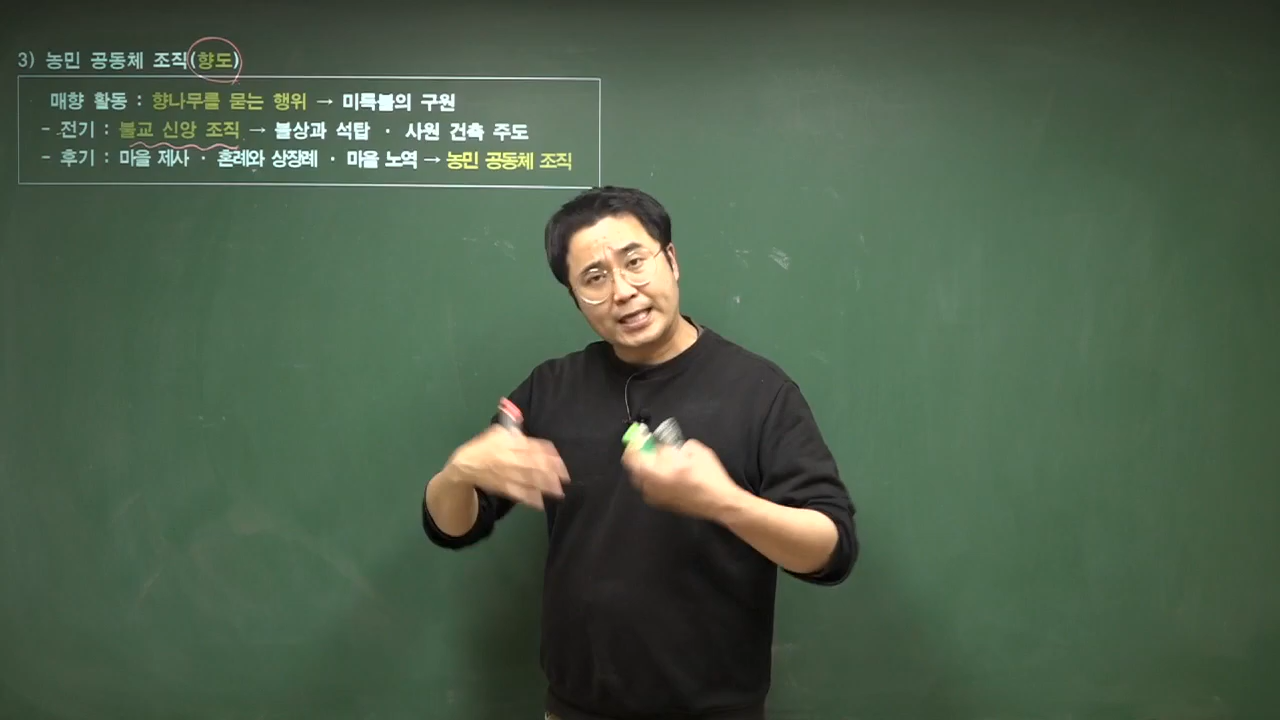 3) 농민 공동체 조직(향도)
매향 활동 : 향나무를 묻는 행위 → 미륵불의 구원
- 전기 : 불교 신앙 조직 → 불상과 석탑 · 사원 건축 주도
- 후기 : 마을 제사 · 혼례와 상장례 · 마을 노역 → 농민 공동체 조직